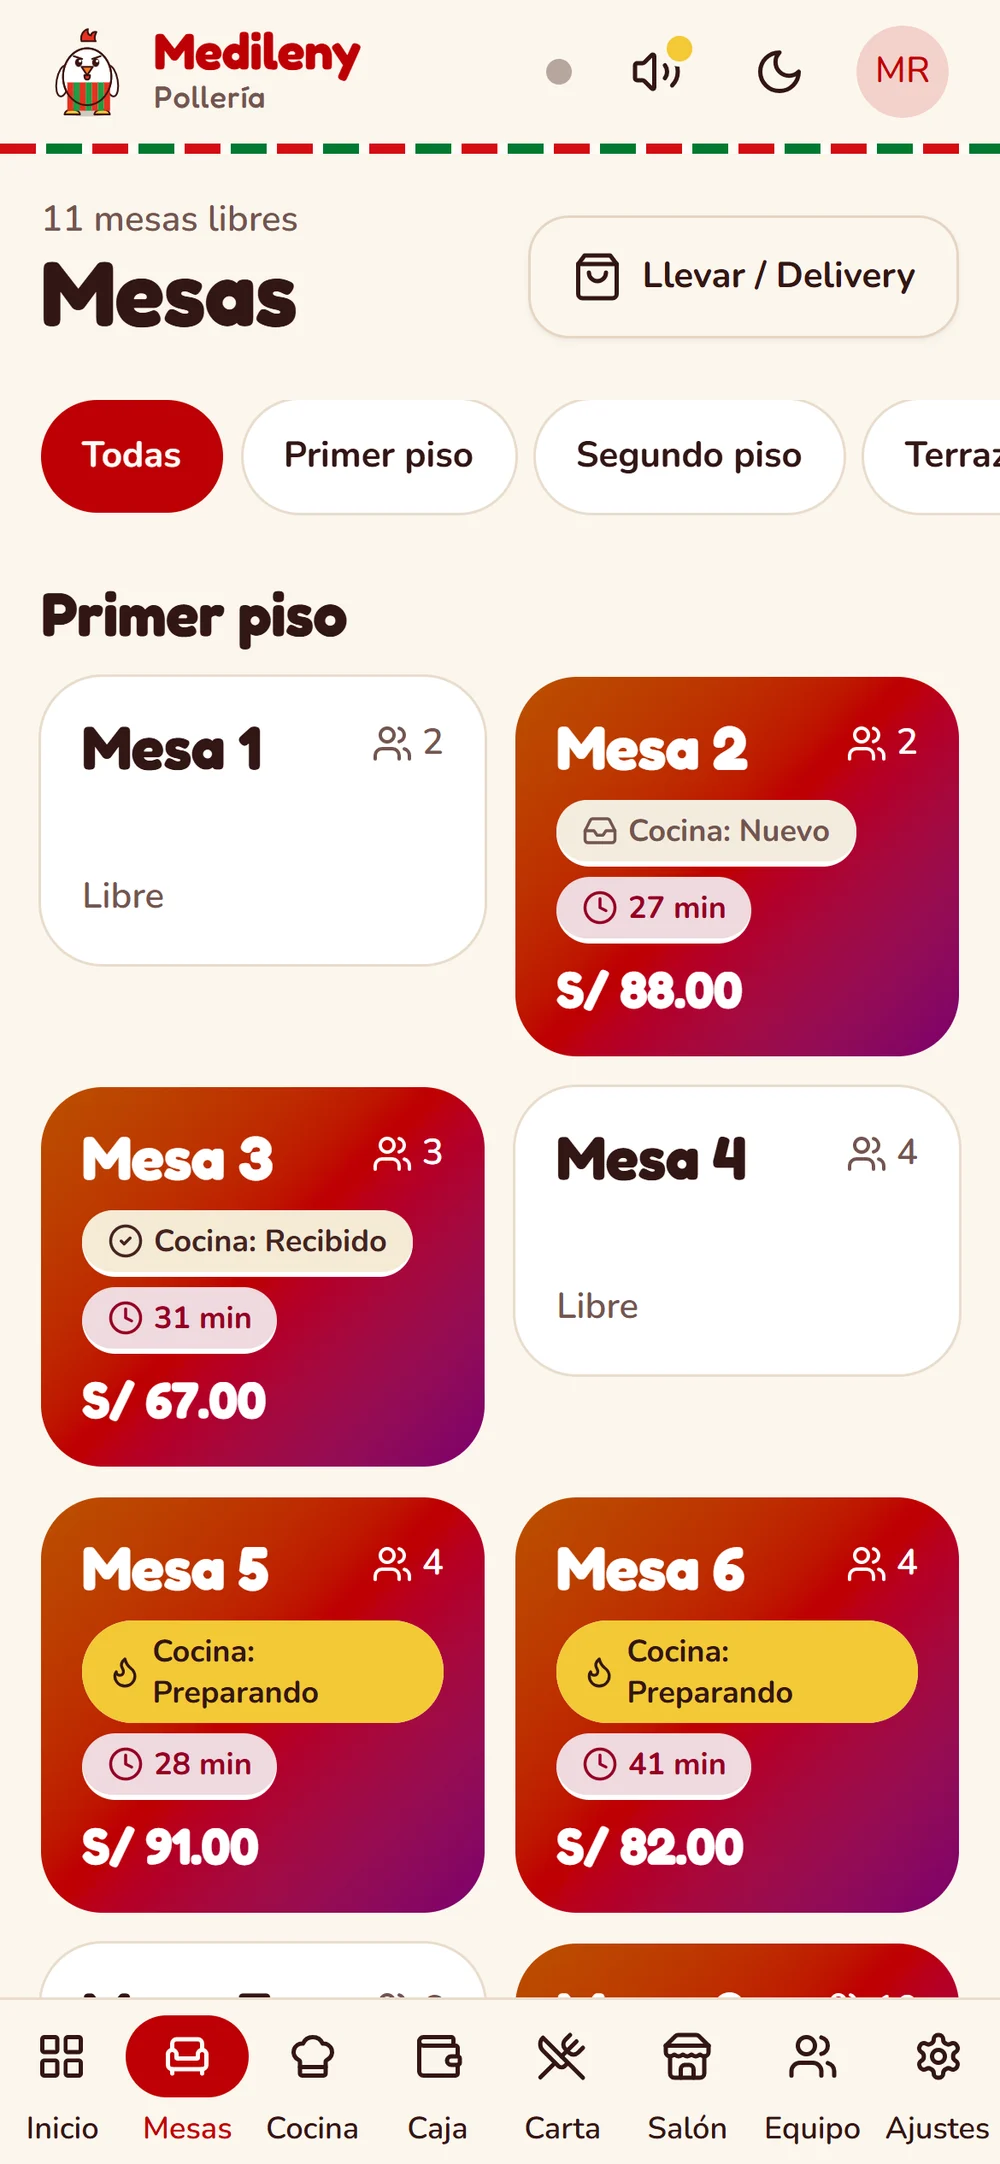 Medileny
Pollería
MR
11 mesas libres
Mesas
Llevar / Delivery
Todas
Primer piso
Segundo piso
Primer piso
Mesa 1
2
Libre
Mesa 2
2
Cocina: Nuevo
27 min
S/ 88.00
Mesa 3
3
Cocina: Recibido
31 min
S/ 67.00
Mesa 4
4
Libre
Mesa 5
4
Cocina:
Preparando
28 min
S/ 91.00
Mesa 6
4
Cocina:
Preparando
41 min
S/ 82.00
Inicio
Mesas
Cocina
Caja
Carta
Salón
Equipo
Ajustes